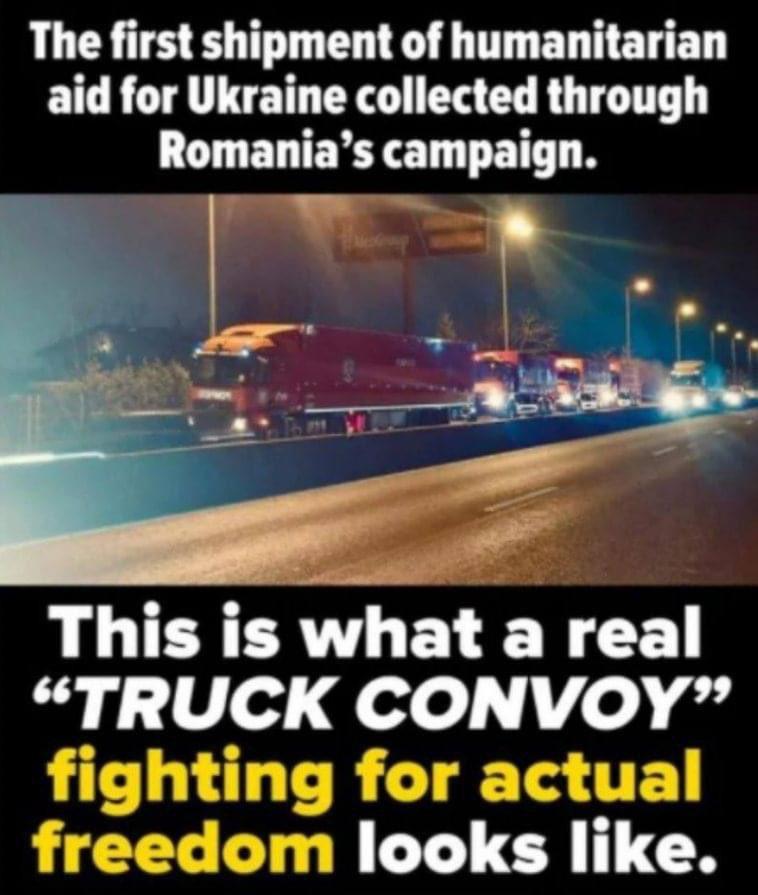 The first shipment of humanitarian
aid for Ukraine collected through
Romania's campaign.
This is what a real
“TRUCK CONVOY”
fighting for actual
freedom looks like.